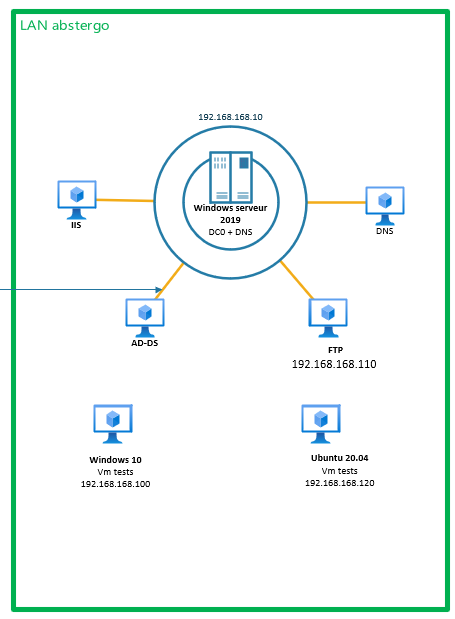 LAN abstergo
192.168.168.10
Windows serveur
2019
DC0 + DNS
IIS
DNS
AD-DS
FTP
192.168.168.110
Windows 10
Vm tests
192.168.168.100
Ubuntu 20.04
Vm tests
192.168.168.120